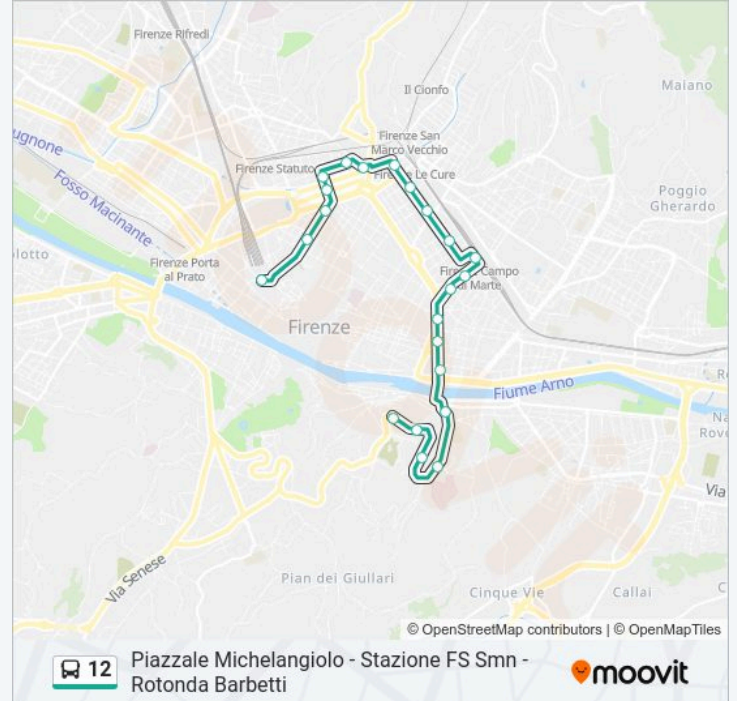 Firenze Rifredi
Maiano
Il Cionfo
ugnone
Firenze San
Marco Vecchio
Firenze Statuto
Le Cure
Poggio
Gherardo
Fosso Macinante
olotto
Firenze Porta
al Prato
Campo
di Marte
Firenze
Fiume Arno
Na
Rove
Via
Via Senese
Pian dei Giullari
Cinque Vie
Callai
© OpenStreetMap contributors | © OpenMapTiles
12
Piazzale Michelangiolo - Stazione FS Smn -
Rotonda Barbetti
moovit